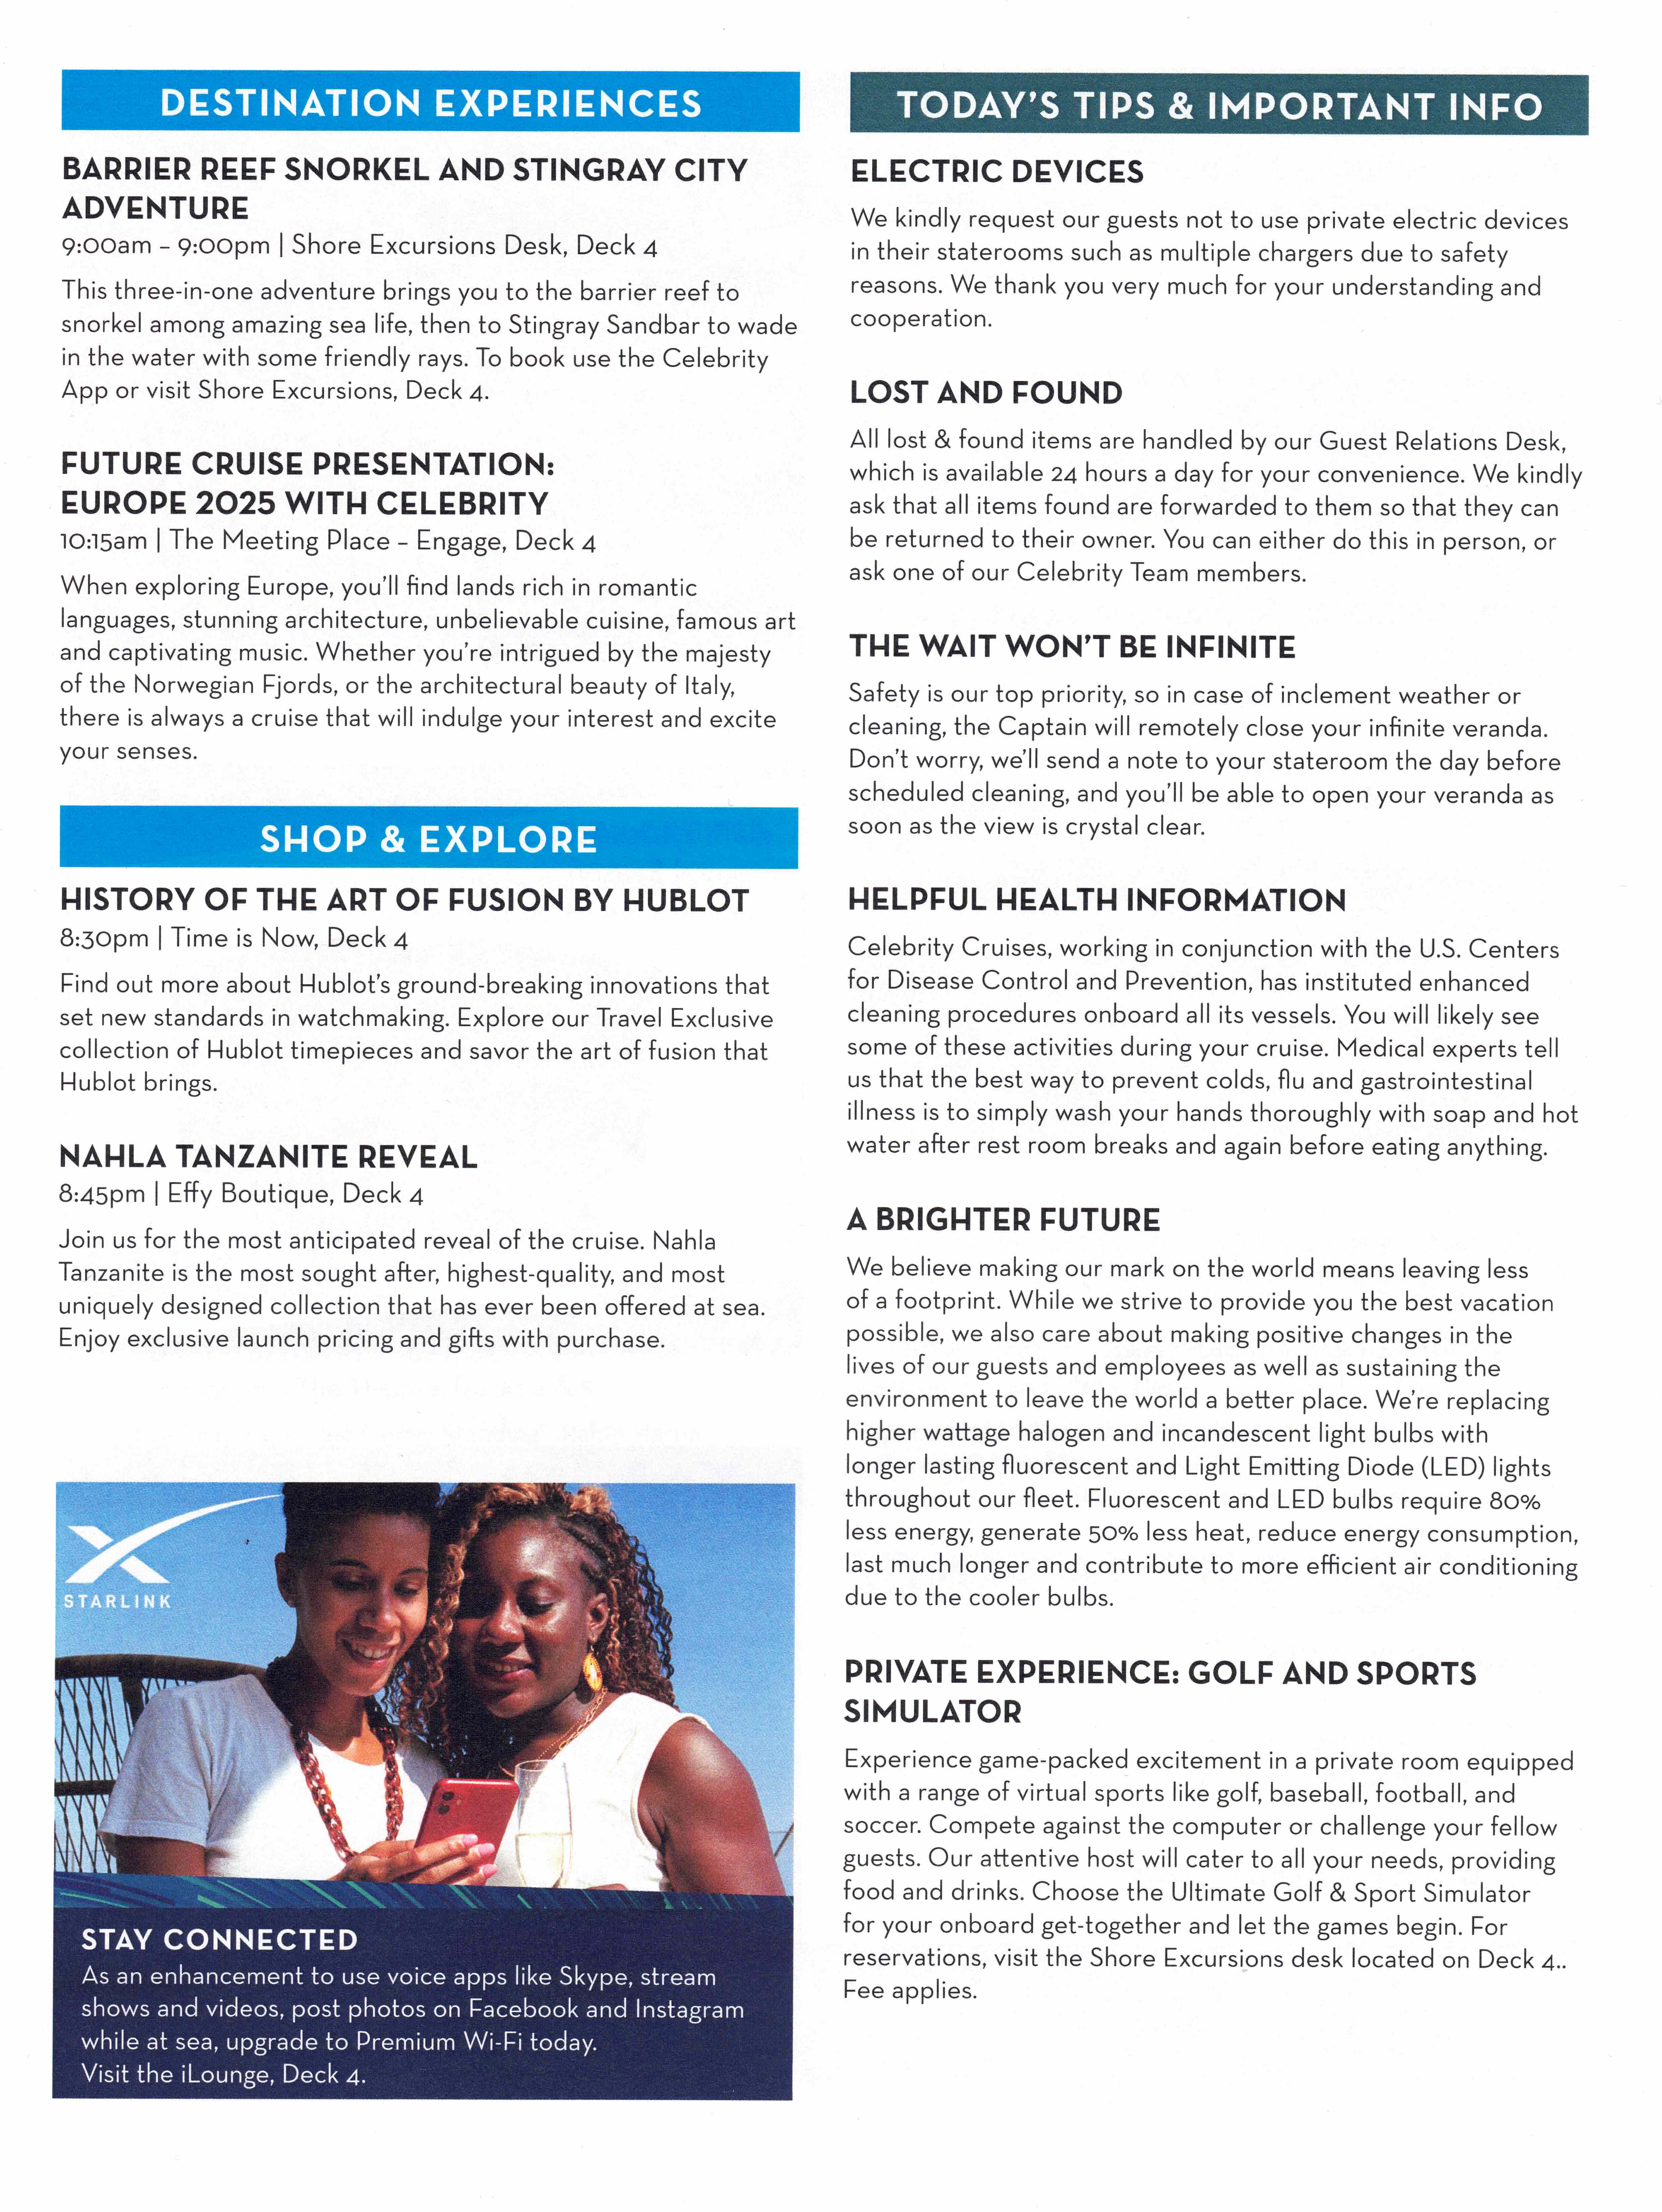 DESTINATION EXPERIENCES
BARRIER REEF SNORKEL AND STINGRAY CITY
ADVENTURE
9:00am – 9:00pm | Shore Excursions Desk, Deck 4
This three-in-one adventure brings you to the barrier reef to
snorkel among amazing sea life, then to Stingray Sandbar to wade
in the water with some friendly rays. To book use the Celebrity
App or visit Shore Excursions, Deck 4.
FUTURE CRUISE PRESENTATION:
EUROPE 2025 WITH CELEBRITY
10:15am | The Meeting Place – Engage, Deck 4
When exploring Europe, you'll find lands rich in romantic
languages, stunning architecture, unbelievable cuisine, famous art
and captivating music. Whether you're intrigued by the majesty
of the Norwegian Fjords, or the architectural beauty of Italy,
there is always a cruise that will indulge your interest and excite
your senses.
SHOP & EXPLORE
HISTORY OF THE ART OF FUSION BY HUBLOT
8:30pm | Time is Now, Deck 4
Find out more about Hublot's ground-breaking innovations that
set new standards in watchmaking. Explore our Travel Exclusive
collection of Hublot timepieces and savor the art of fusion that
Hublot brings.
NAHLA TANZANITE REVEAL
8:45pm | Effy Boutique, Deck 4
Join us for the most anticipated reveal of the cruise. Nahla
Tanzanite is the most sought after, highest-quality, and most
uniquely designed collection that has ever been offered at sea.
Enjoy exclusive launch pricing and gifts with purchase.
STARLINK
STAY CONNECTED
As an enhancement to use voice apps like Skype, stream
shows and videos, post photos on Facebook and Instagram
while at sea, upgrade to Premium Wi-Fi today.
Visit the iLounge, Deck 4.
TODAY'S TIPS & IMPORTANT INFO
ELECTRIC DEVICES
We kindly request our guests not to use private electric devices
in their staterooms such as multiple chargers due to safety
reasons. We thank you very much for your understanding and
cooperation.
LOST AND FOUND
All lost & found items are handled by our Guest Relations Desk,
which is available 24 hours a day for your convenience. We kindly
ask that all items found are forwarded to them so that they can
be returned to their owner. You can either do this in person, or
ask one of our Celebrity Team members.
THE WAIT WON'T BE INFINITE
Safety is our top priority, so in case of inclement weather or
cleaning, the Captain will remotely close your infinite veranda.
Don't worry, we'll send a note to your stateroom the day before
scheduled cleaning, and you'll be able to open your veranda as
soon as the view is crystal clear.
HELPFUL HEALTH INFORMATION
Celebrity Cruises, working in conjunction with the U.S. Centers
for Disease Control and Prevention, has instituted enhanced
cleaning procedures onboard all its vessels. You will likely see
some of these activities during your cruise. Medical experts tell
us that the best way to prevent colds, flu and gastrointestinal
illness is to simply wash your hands thoroughly with soap and hot
water after rest room breaks and again before eating anything.
A BRIGHTER FUTURE
We believe making our mark on the world means leaving less
of a footprint. While we strive to provide you the best vacation
possible, we also care about making positive changes in the
lives of our guests and employees as well as sustaining the
environment to leave the world a better place. We're replacing
higher wattage halogen and incandescent light bulbs with
longer lasting fluorescent and Light Emitting Diode (LED) lights
throughout our fleet. Fluorescent and LED bulbs require 80%
less energy, generate 50% less heat, reduce energy consumption,
last much longer and contribute to more efficient air conditioning
due to the cooler bulbs.
PRIVATE EXPERIENCE: GOLF AND SPORTS
SIMULATOR
Experience game-packed excitement in a private room equipped
with a range of virtual sports like golf, baseball, football, and
soccer. Compete against the computer or challenge your fellow
guests. Our attentive host will cater to all your needs, providing
food and drinks. Choose the Ultimate Golf & Sport Simulator
for your onboard get-together and let the games begin. For
reservations, visit the Shore Excursions desk located on Deck 4..
Fee applies.